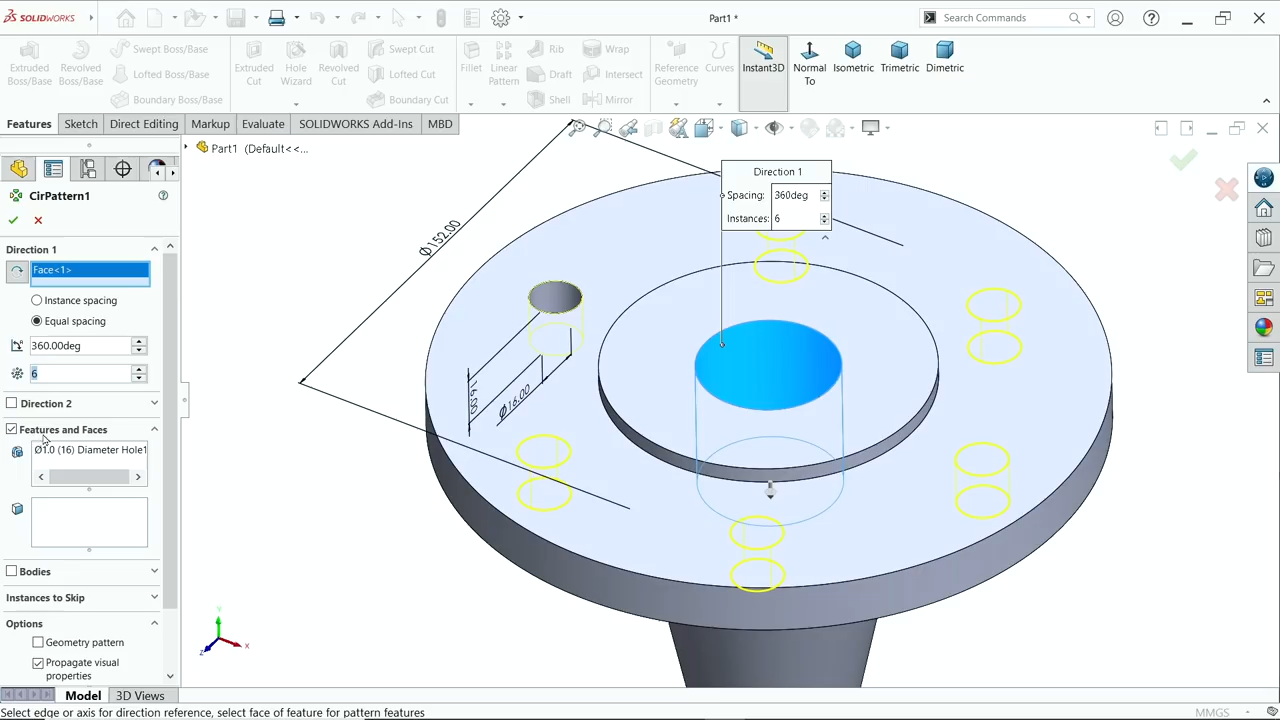 SOLIDWORKS
Part1 *
Search Commands
Extruded Boss/Base
Revolved Boss/Base
Swept Boss/Base
Lofted Boss/Base
Boundary Boss/Base
Extruded Cut
Hole Wizard
Revolved Cut
Swept Cut
Lofted Cut
Boundary Cut
Fillet
Linear Pattern
Rib
Draft
Shell
Wrap
Intersect
Mirror
Reference Geometry
Curves
Instant3D
Normal To
Isometric
Trimetric
Dimetric
Features
Sketch
Direct Editing
Markup
Evaluate
SOLIDWORKS Add-Ins
MBD
Part1 (Default<<...
CirPattern1
Direction 1
Face<1>
Instance spacing
Equal spacing
360.00deg
6
Direction 2
Features and Faces
Ø1.0 (16) Diameter Hole1
Bodies
Instances to Skip
Options
Geometry pattern
Propagate visual
properties
Direction 1
Spacing: 360deg
Instances: 6
Ø152.00
16.00
Ø16.00
Y
X
Z
Model
3D Views
Select edge or axis for direction reference, select face of feature for pattern features
MMGS